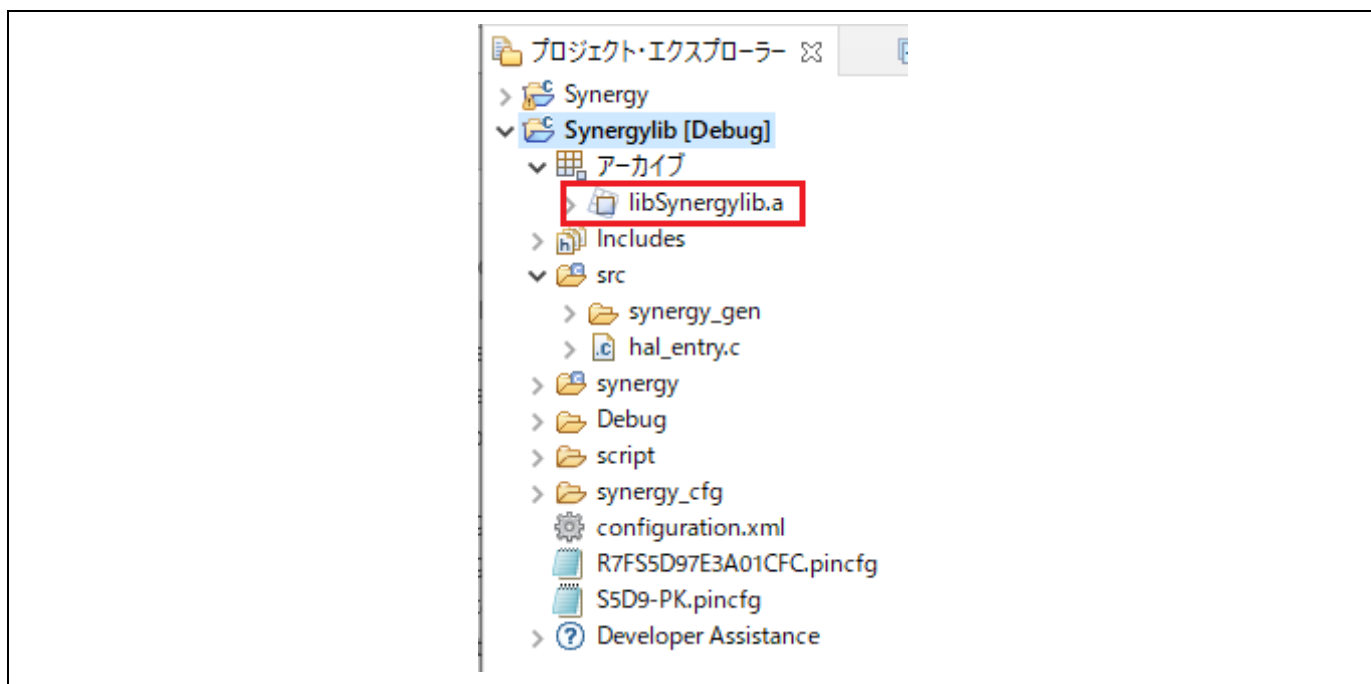 プロジェクト・エクスプローラー
Synergy
Synergylib [Debug]
アーカイブ
libSynergylib.a
Includes
src
synergy_gen
hal_entry.c
synergy
Debug
script
synergy_cfg
configuration.xml
R7FS5D97E3A01CFC.pincfg
S5D9-PK.pincfg
Developer Assistance